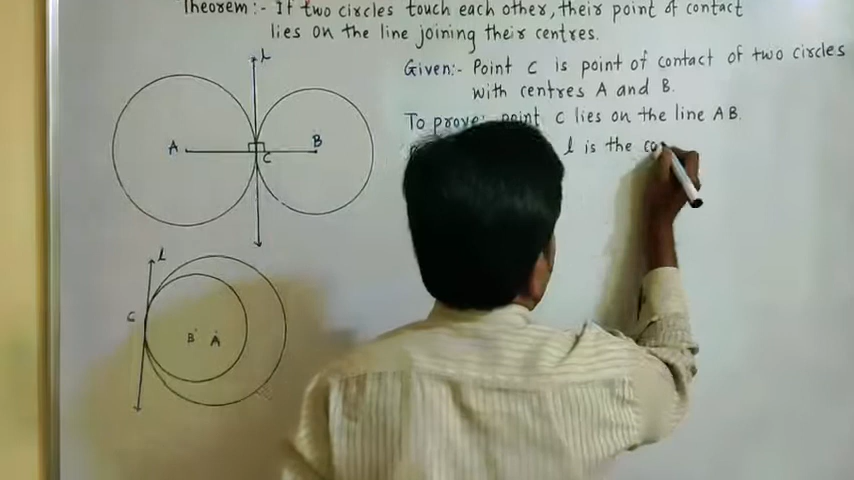 Theorem :- If two circles touch each other, their point of contact
lies on the line joining their centres.
Given:- Point C is point of contact of two circles
with centres A and B.
To prove:- point C lies on the line AB.
l is the co
l
A
B
C
l
C
B
A